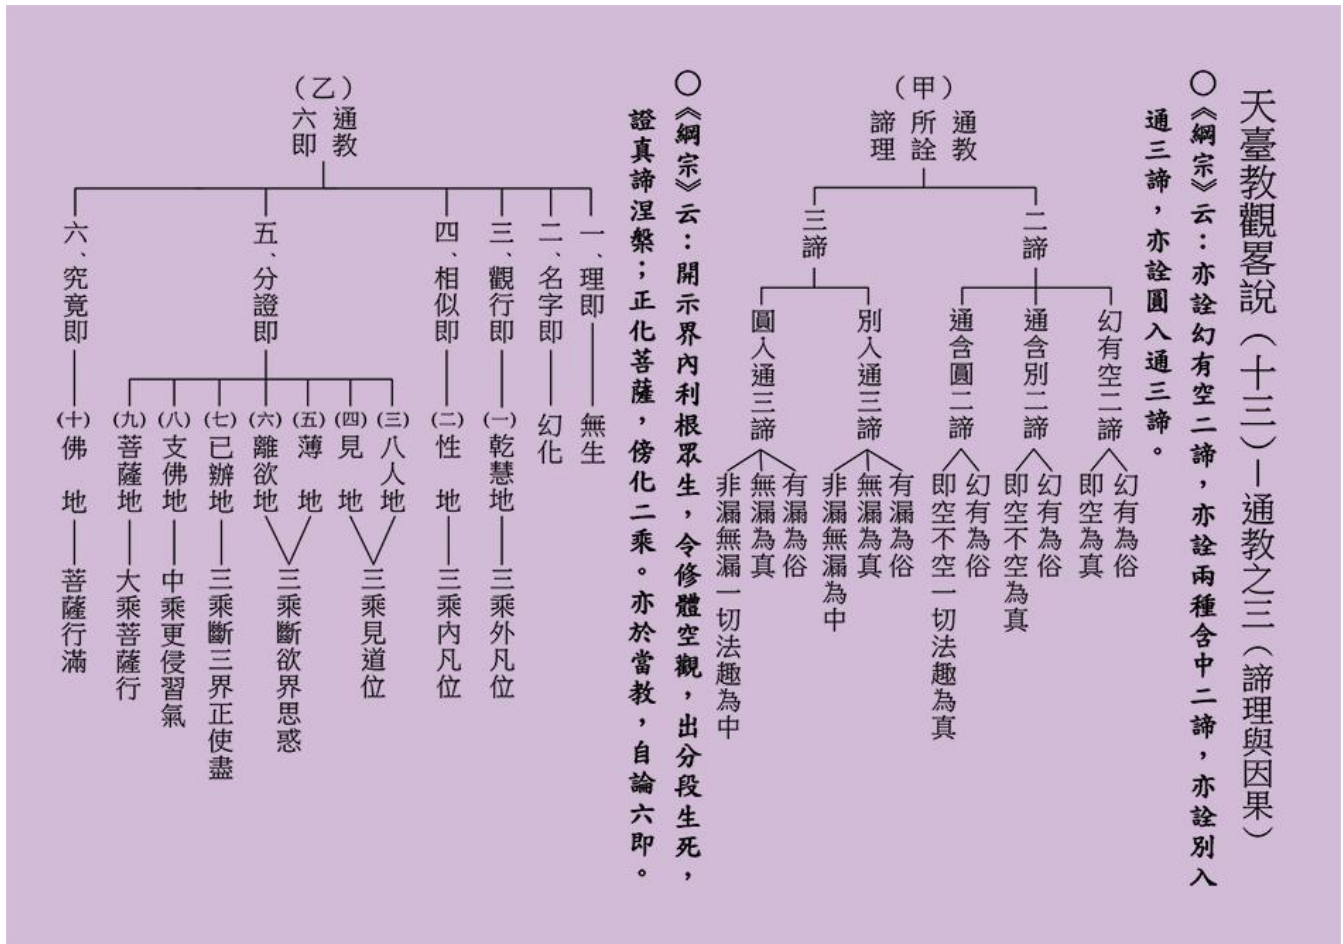 天臺教觀畧說（十三）─通教之三（諦理與因果）
○《綱宗》云：亦詮幻有空二諦，亦詮兩種含中二諦，亦詮別入
通三諦，亦詮圓入通三諦。
（甲）
通教
所詮
諦理
二諦
幻有空二諦
幻有為俗
即空為真
通含別二諦
幻有為俗
即空不空為真
通含圓二諦
幻有為俗
即空不空一切法趣為真
三諦
別入通三諦
有漏為俗
無漏為真
非漏無漏為中
圓入通三諦
有漏為俗
無漏為真
非漏無漏一切法趣為中
○《綱宗》云：開示界內利根眾生，令修體空觀，出分段生死，
證真諦涅槃；正化菩薩，傍化二乘。亦於當教，自論六即。
（乙）
通教
六即
一、理即
無生
二、名字即
幻化
三、觀行即
(一)乾慧地
三乘外凡位
四、相似即
(二)性　地
三乘內凡位
五、分證即
(三)八人地
(四)見　地
三乘見道位
(五)薄　地
(六)離欲地
三乘斷欲界思惑
(七)已辦地
三乘斷三界正使盡
(八)支佛地
中乘更侵習氣
(九)菩薩地
大乘菩薩行
六、究竟即
(十)佛　地
菩薩行滿